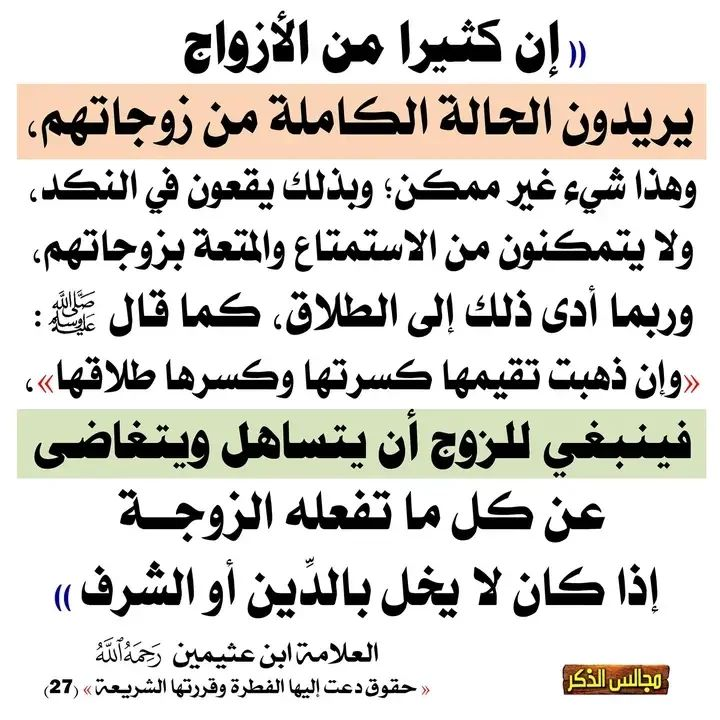 (( إن كثيرا من الأزواج
يريدون الحالة الكاملة من زوجاتهم،
وهذا شيء غير ممكن؛ وبذلك يقعون في النكد،
ولا يتمكنون من الاستمتاع والمتعة بزوجاتهم،
وربما أدى ذلك إلى الطلاق، كما قال ﷺ :
«وإن ذهبت تقيمها كسرتها وكسرها طلاقها»،
فينبغي للزوج أن يتساهل ويتغاضى
عن كل ما تفعله الزوجــة
إذا كان لا يخل بالدِّين أو الشرف ))
العلامة ابن عثيمين رَحِمَهُ ٱللَّهُ
« حقوق دعت إليها الفطرة وقررتها الشريعة » (27)
مجالس الذكر